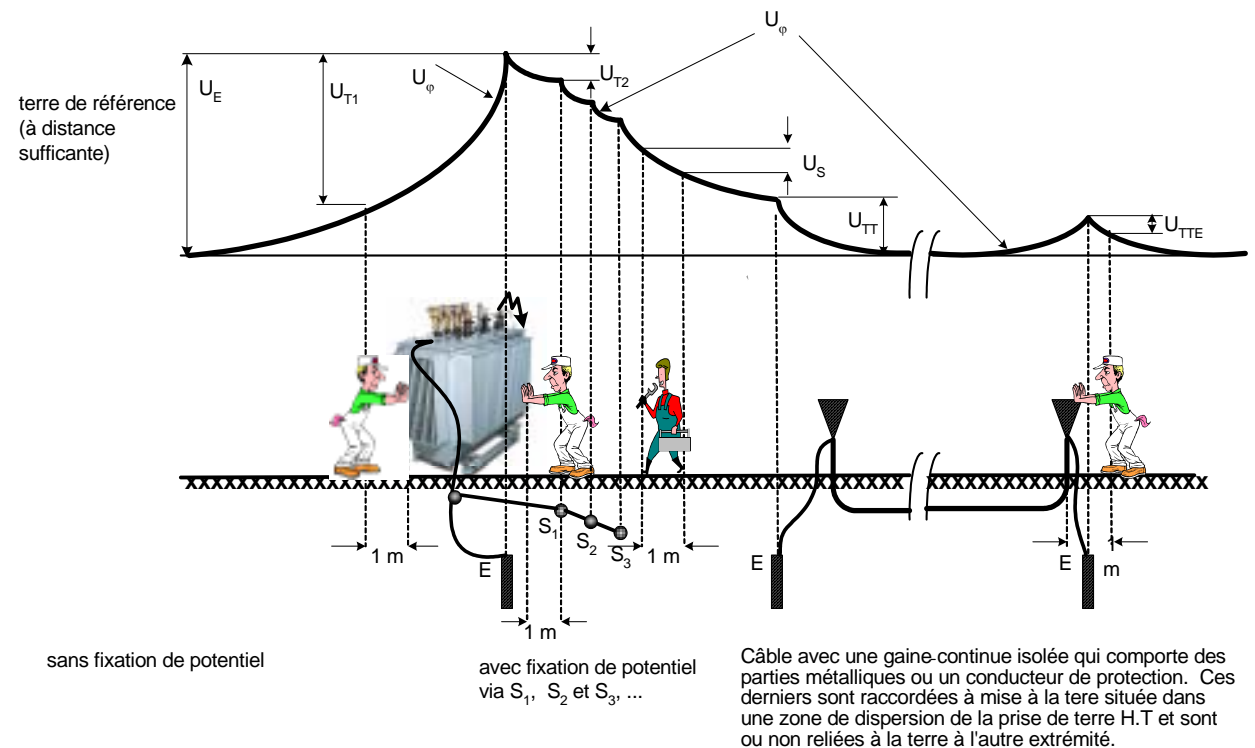 U_φ
terre de référence
(à distance
sufficante)
U_E
U_T1
U_φ
U_T2
U_S
U_TT
U_TTE
S_1
S_2
S_3
1 m
E
1 m
1 m
E
E
1
m
sans fixation de potentiel
avec fixation de potentiel
via S_1, S_2 et S_3, ...
Câble avec une gaine-continue isolée qui comporte des
parties métalliques ou un conducteur de protection. Ces
derniers sont raccordées à mise à la tere située dans
une zone de dispersion de la prise de terre H.T et sont
ou non reliées à la terre à l'autre extrémité.